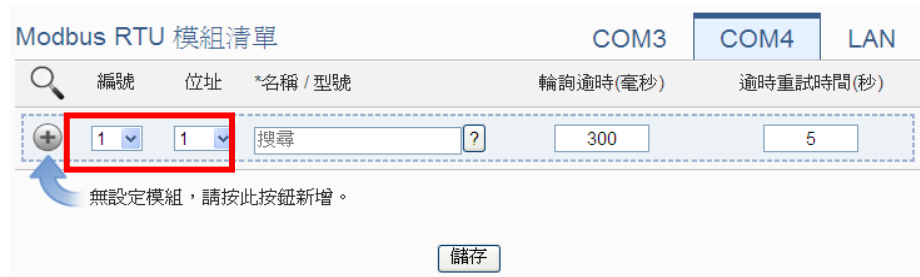 Modbus RTU 模組清單 COM3 COM4 LAN
編號 位址 *名稱 / 型號 輪詢逾時(毫秒) 逾時重試時間(秒)
1 1 搜尋 ? 300 5
無設定模組，請按此按鈕新增。
儲存